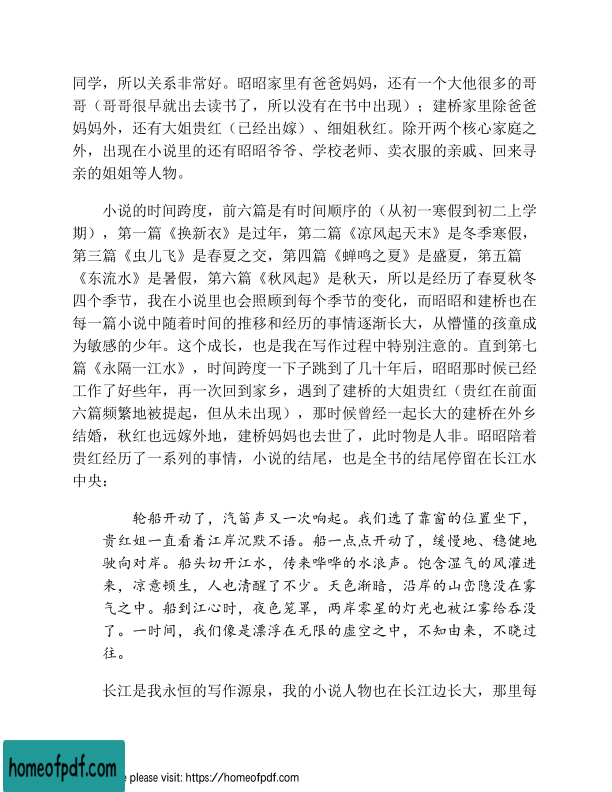 同学，所以关系非常好。昭昭家里有爸爸妈妈，还有一个大他很多的哥
哥（哥哥很早就出去读书了，所以没有在书中出现）；建桥家里除爸爸
妈妈外，还有大姐贵红（已经出嫁）、细姐秋红。除开两个核心家庭之
外，出现在小说里的还有昭昭爷爷、学校老师、卖衣服的亲戚、回来寻
亲的姐姐等人物。
小说的时间跨度，前六篇是有时间顺序的（从初一寒假到初二上学
期），第一篇《换新衣》是过年，第二篇《凉风起天末》是冬季寒假，
第三篇《虫儿飞》是春夏之交，第四篇《蝉鸣之夏》是盛夏，第五篇
《东流水》是暑假，第六篇《秋风起》是秋天，所以是经历了春夏秋冬
四个季节，我在小说里也会照顾到每个季节的变化，而昭昭和建桥也在
每一篇小说中随着时间的推移和经历的事情逐渐长大，从懵懂的孩童成
为敏感的少年。这个成长，也是我在写作过程中特别注意的。直到第七
篇《永隔一江水》，时间跨度一下子跳到了几十年后，昭昭那时候已经
工作了好些年，再一次回到家乡，遇到了建桥的大姐贵红（贵红在前面
六篇频繁地被提起，但从未出现），那时候曾经一起长大的建桥在外乡
结婚，秋红也远嫁外地，建桥妈妈也去世了，此时物是人非。昭昭陪着
贵红经历了一系列的事情，小说的结尾，也是全书的结尾停留在长江水
中央：
轮船开动了，汽笛声又一次响起。我们选了靠窗的位置坐下，
贵红姐一直看着江岸沉默不语。船一点点开动了，缓慢地、稳健地
驶向对岸。船头切开江水，传来哗哗的水浪声。饱含湿气的风灌进
来，凉意顿生，人也清醒了不少。天色渐暗，沿岸的山峦隐没在雾
气之中。船到江心时，夜色笼罩，两岸零星的灯光也被江雾给吞没
了。一时间，我们像是漂浮在无限的虚空之中，不知由来，不晓过
往。
长江是我永恒的写作源泉，我的小说人物也在长江边长大，那里每
homeofpdf.com
e please visit: https://homeofpdf.com